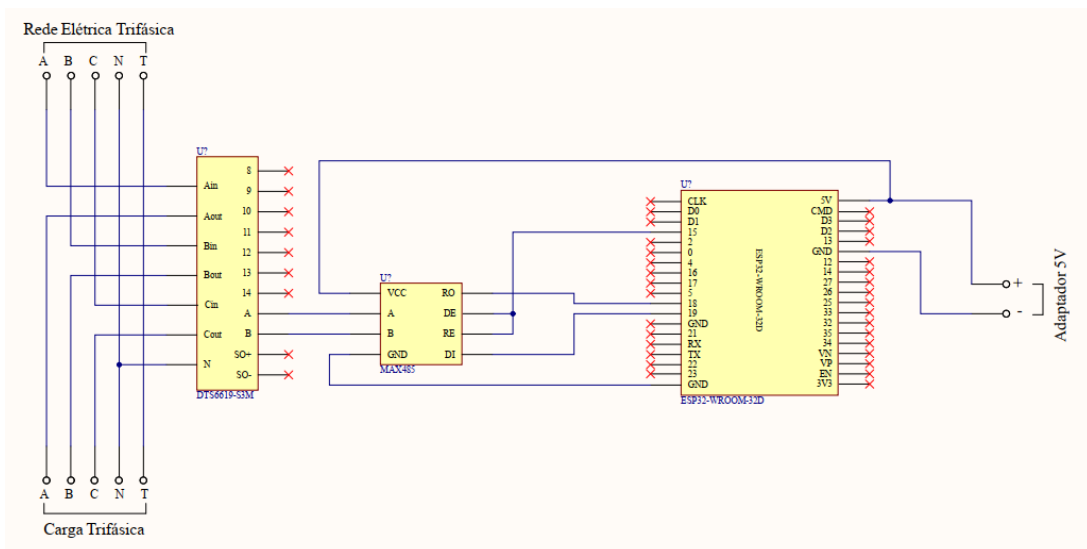 Rede Elétrica Trifásica
A B C N T
U?
Ain
Aout
Bin
Bout
Cin
Cout
N
8
9
10
11
12
13
14
A
B
SO+
SO-
DTS6619-S3M
U?
VCC
A
B
GND
RO
DE
RE
DI
MAX485
U?
CLK
D0
D1
15
2
0
4
16
17
5
18
19
GND
21
RX
TX
22
23
GND
ESP32-WROOM-32D
5V
CMD
D3
D2
13
GND
12
14
27
26
25
33
32
35
34
VN
VP
EN
3V3
ESP32-WROOM-32D
+
-
Adaptador 5V
A B C N T
Carga Trifásica